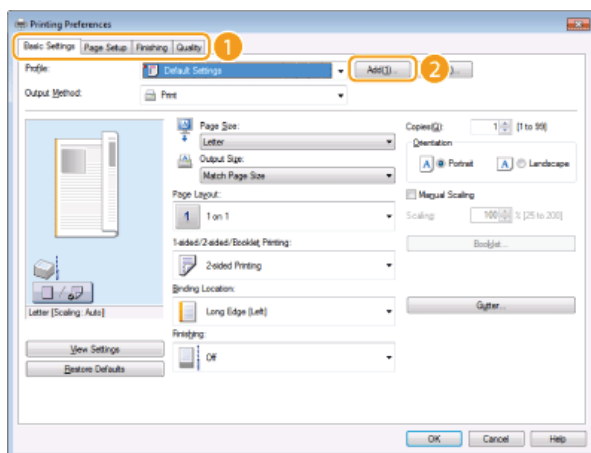 Printing Preferences
Basic Settings Page Setup Finishing Quality 1
Profile: Default Settings Add(1)... 2 )...
Output Method: Print
Page Size:
Letter
Output Size:
Match Page Size
Page Layout:
1 1 on 1
1-sided/2-sided/Booklet Printing:
2-sided Printing
Binding Location:
Long Edge (Left)
Finishing:
Off
Letter [Scaling: Auto]
View Settings
Restore Defaults
Copies(Q): 1 [1 to 99]
Orientation
A Portrait A Landscape
Manual Scaling
Scaling: 100 % [25 to 200]
Booklet...
Gutter...
OK Cancel Help